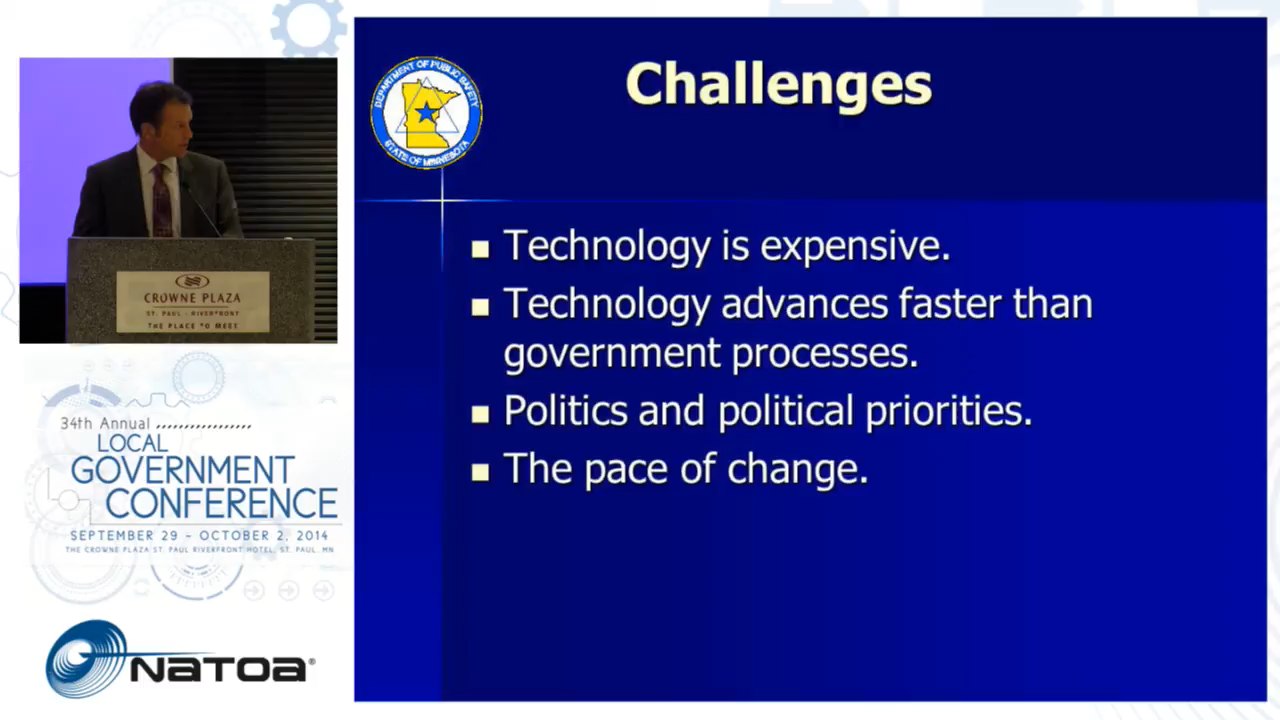 Challenges
DEPARTMENT OF PUBLIC SAFETY
STATE OF MINNESOTA
Technology is expensive.
Technology advances faster than
government processes.
Politics and political priorities.
The pace of change.
CROWNE PLAZA
ST. PAUL - RIVERFRONT
THE PLACE TO MEET
34th Annual
LOCAL
GOVERNMENT
CONFERENCE
SEPTEMBER 29 - OCTOBER 2, 2014
THE CROWNE PLAZA ST. PAUL RIVERFRONT HOTEL, ST. PAUL, MN
NATOA®